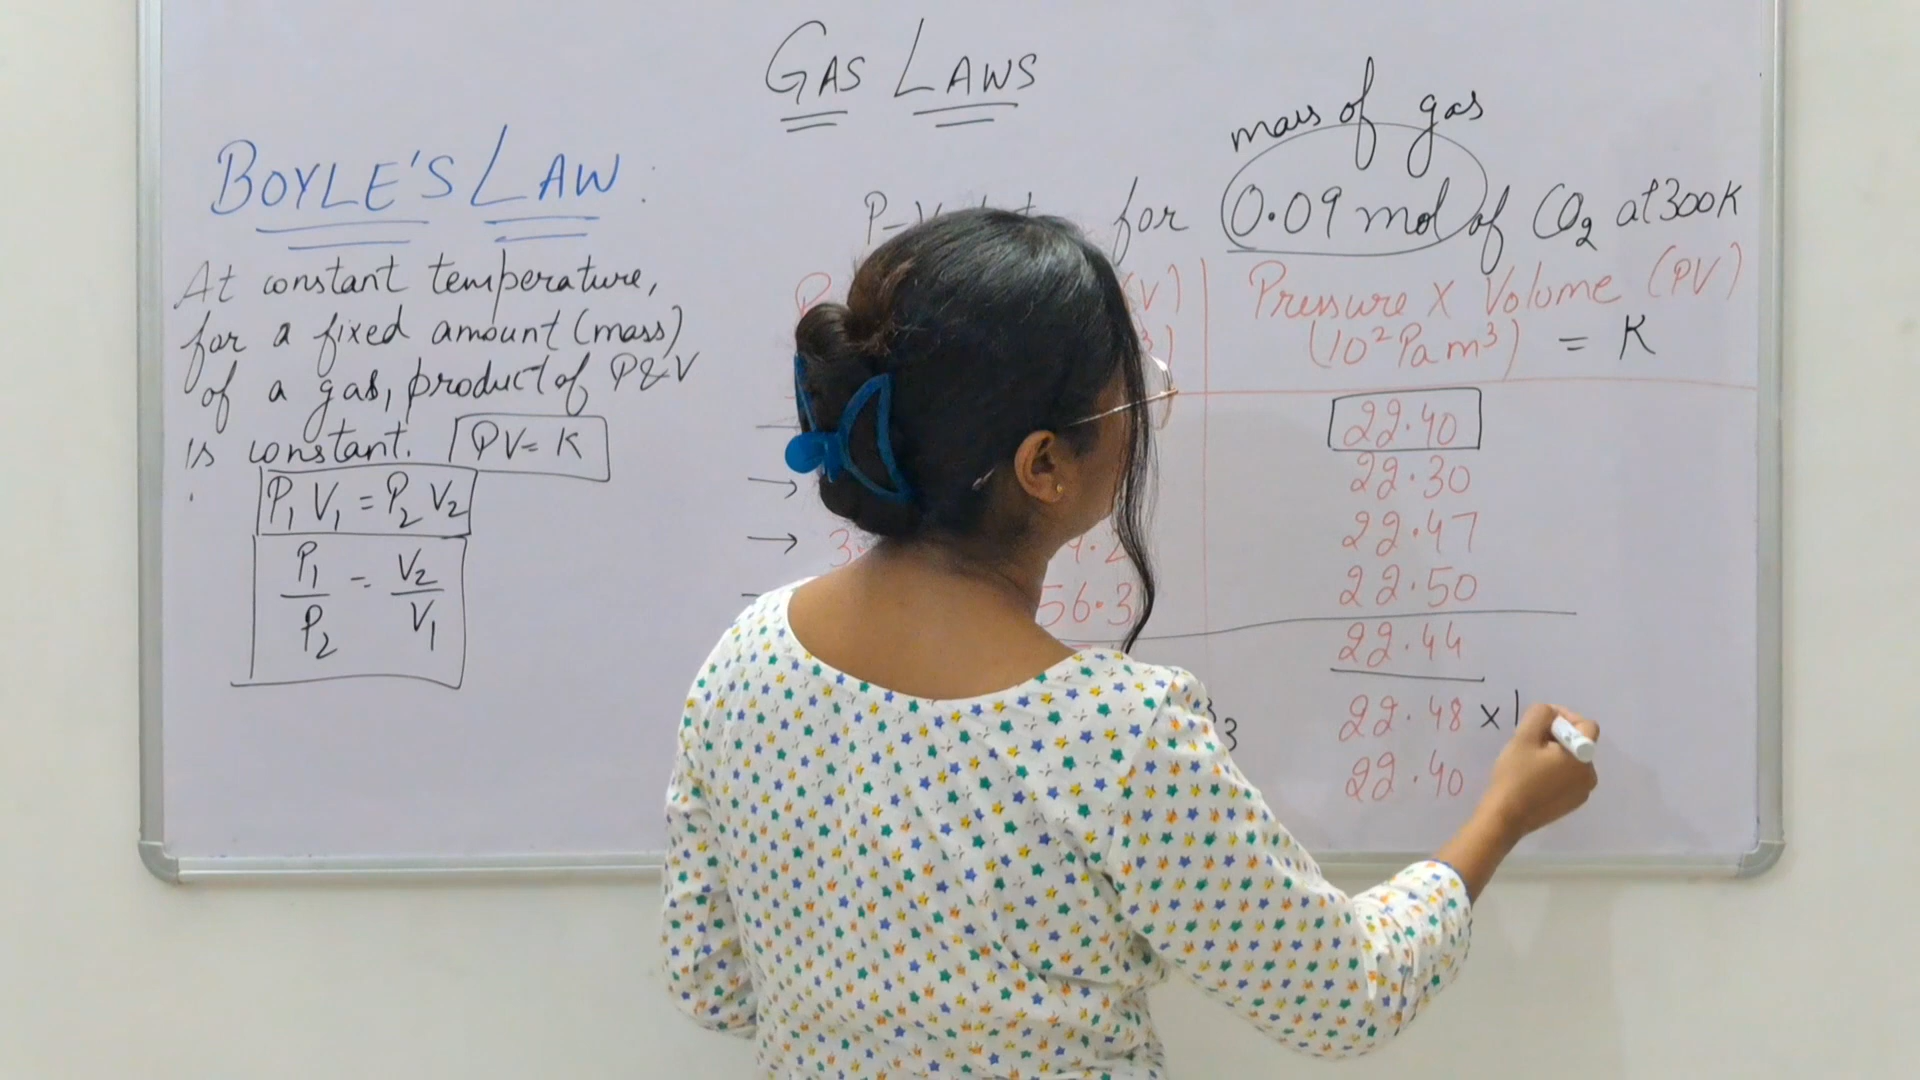 GAS LAWS
BOYLE'S LAW:
At constant temperature,
for a fixed amount (mass)
of a gas, product of P&V
is constant. PV = K
P₁ V₁ = P₂ V₂
P₁ / P₂ = V₂ / V₁
mass of gas
for 0.09 mol of CO₂ at 300K
(V)
Pressure X Volume (PV)
(10² Pa m³) = K
22.40
22.30
22.47
56.3 22.50
22.44
22.48 ×
22.40